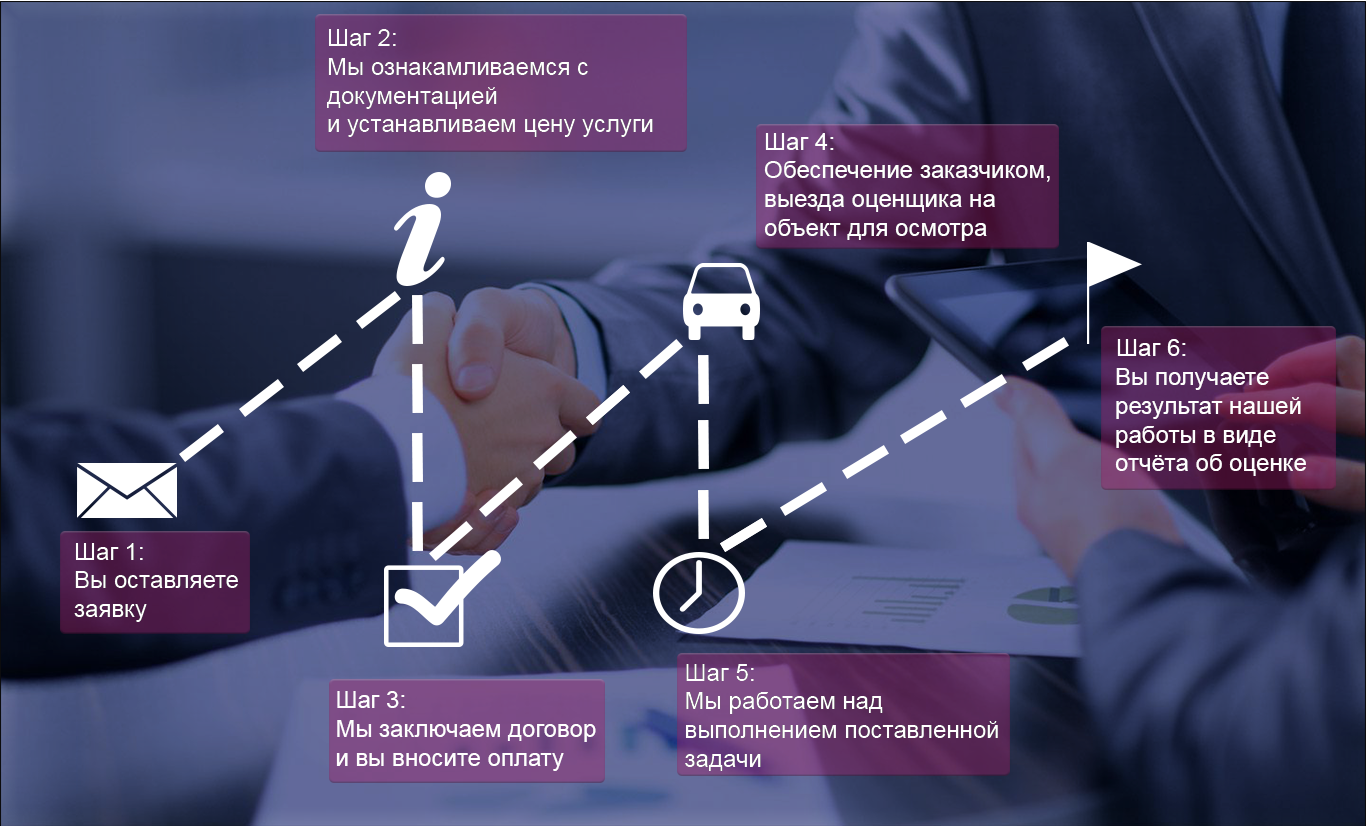 Шаг 1:
Вы оставляете
заявку
Шаг 2:
Мы ознакамливаемся с
документацией
и устанавливаем цену услуги
Шаг 3:
Мы заключаем договор
и вы вносите оплату
Шаг 4:
Обеспечение заказчиком,
выезда оценщика на
объект для осмотра
Шаг 5:
Мы работаем над
выполнением поставленной
задачи
Шаг 6:
Вы получаете
результат нашей
работы в виде
отчёта об оценке